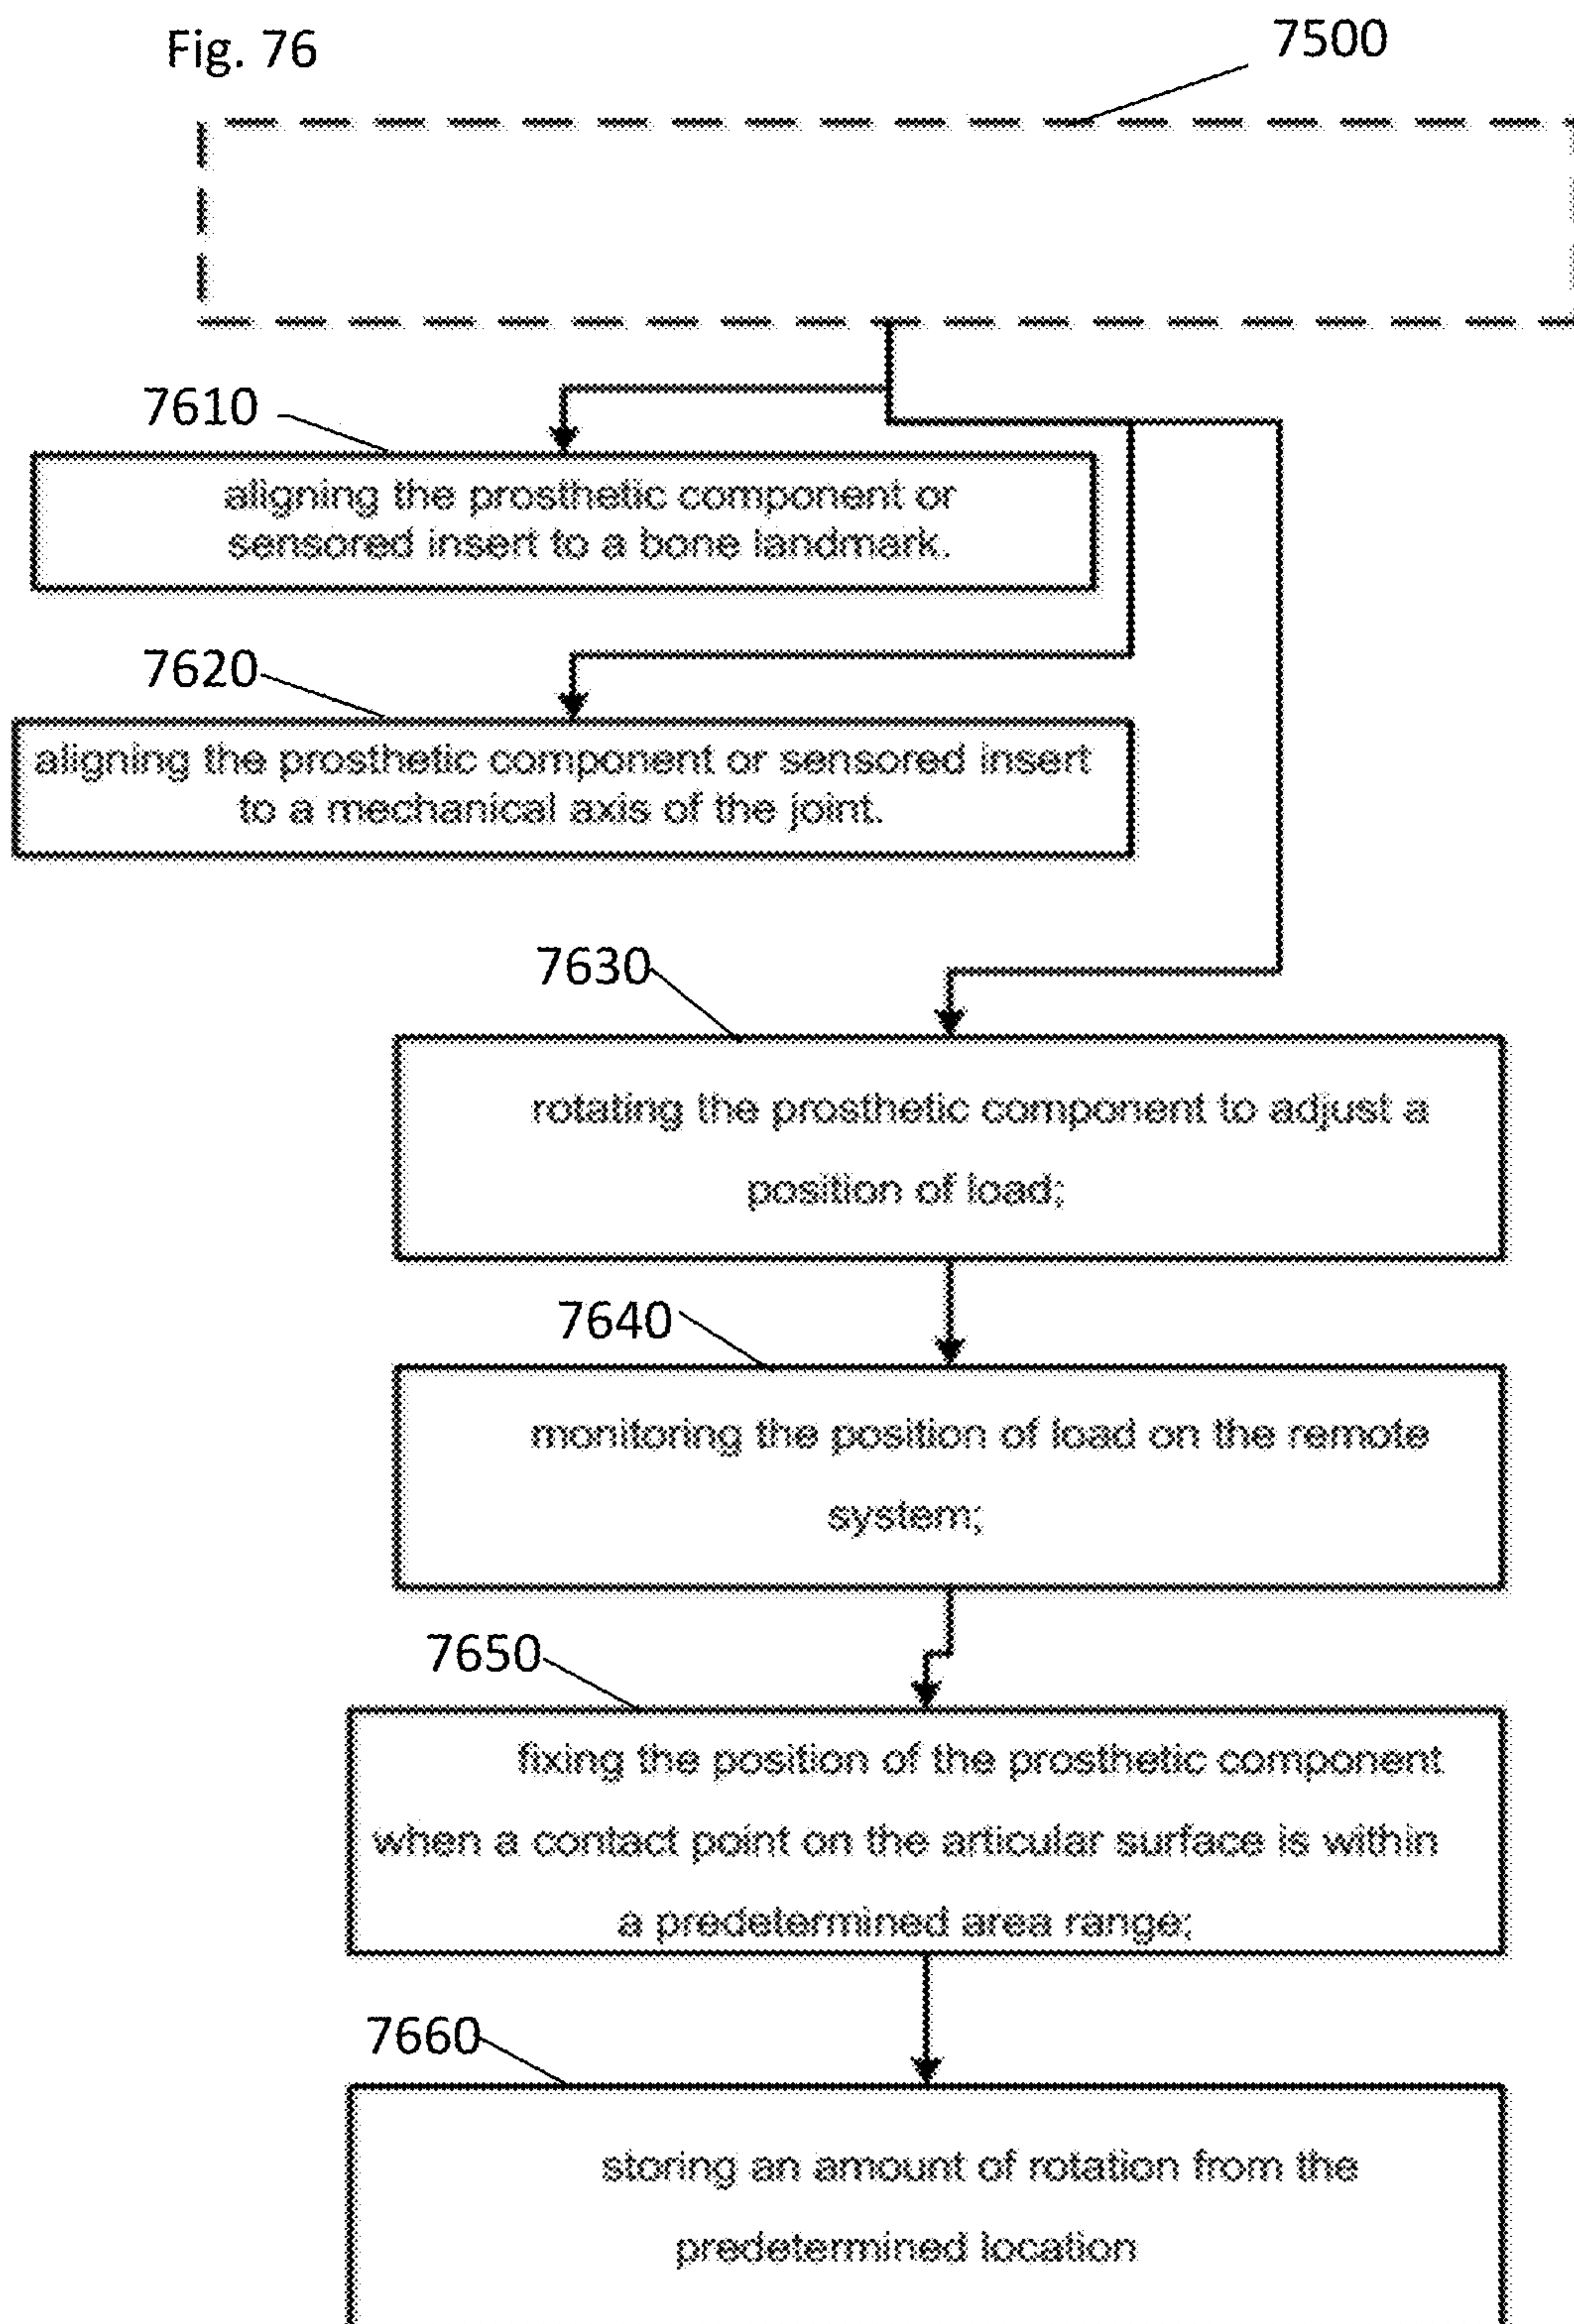 Fig. 76
7500
7610
aligning the prosthetic component or
sensored insert to a bone landmark.
7620
aligning the prosthetic component or sensored insert
to a mechanical axis of the joint.
7630
rotating the prosthetic component to adjust a
position of load;
7640
monitoring the position of load on the remote
system;
7650
fixing the position of the prosthetic component
when a contact point on the articular surface is within
a predetermined area range;
7660
storing an amount of rotation from the
predetermined location